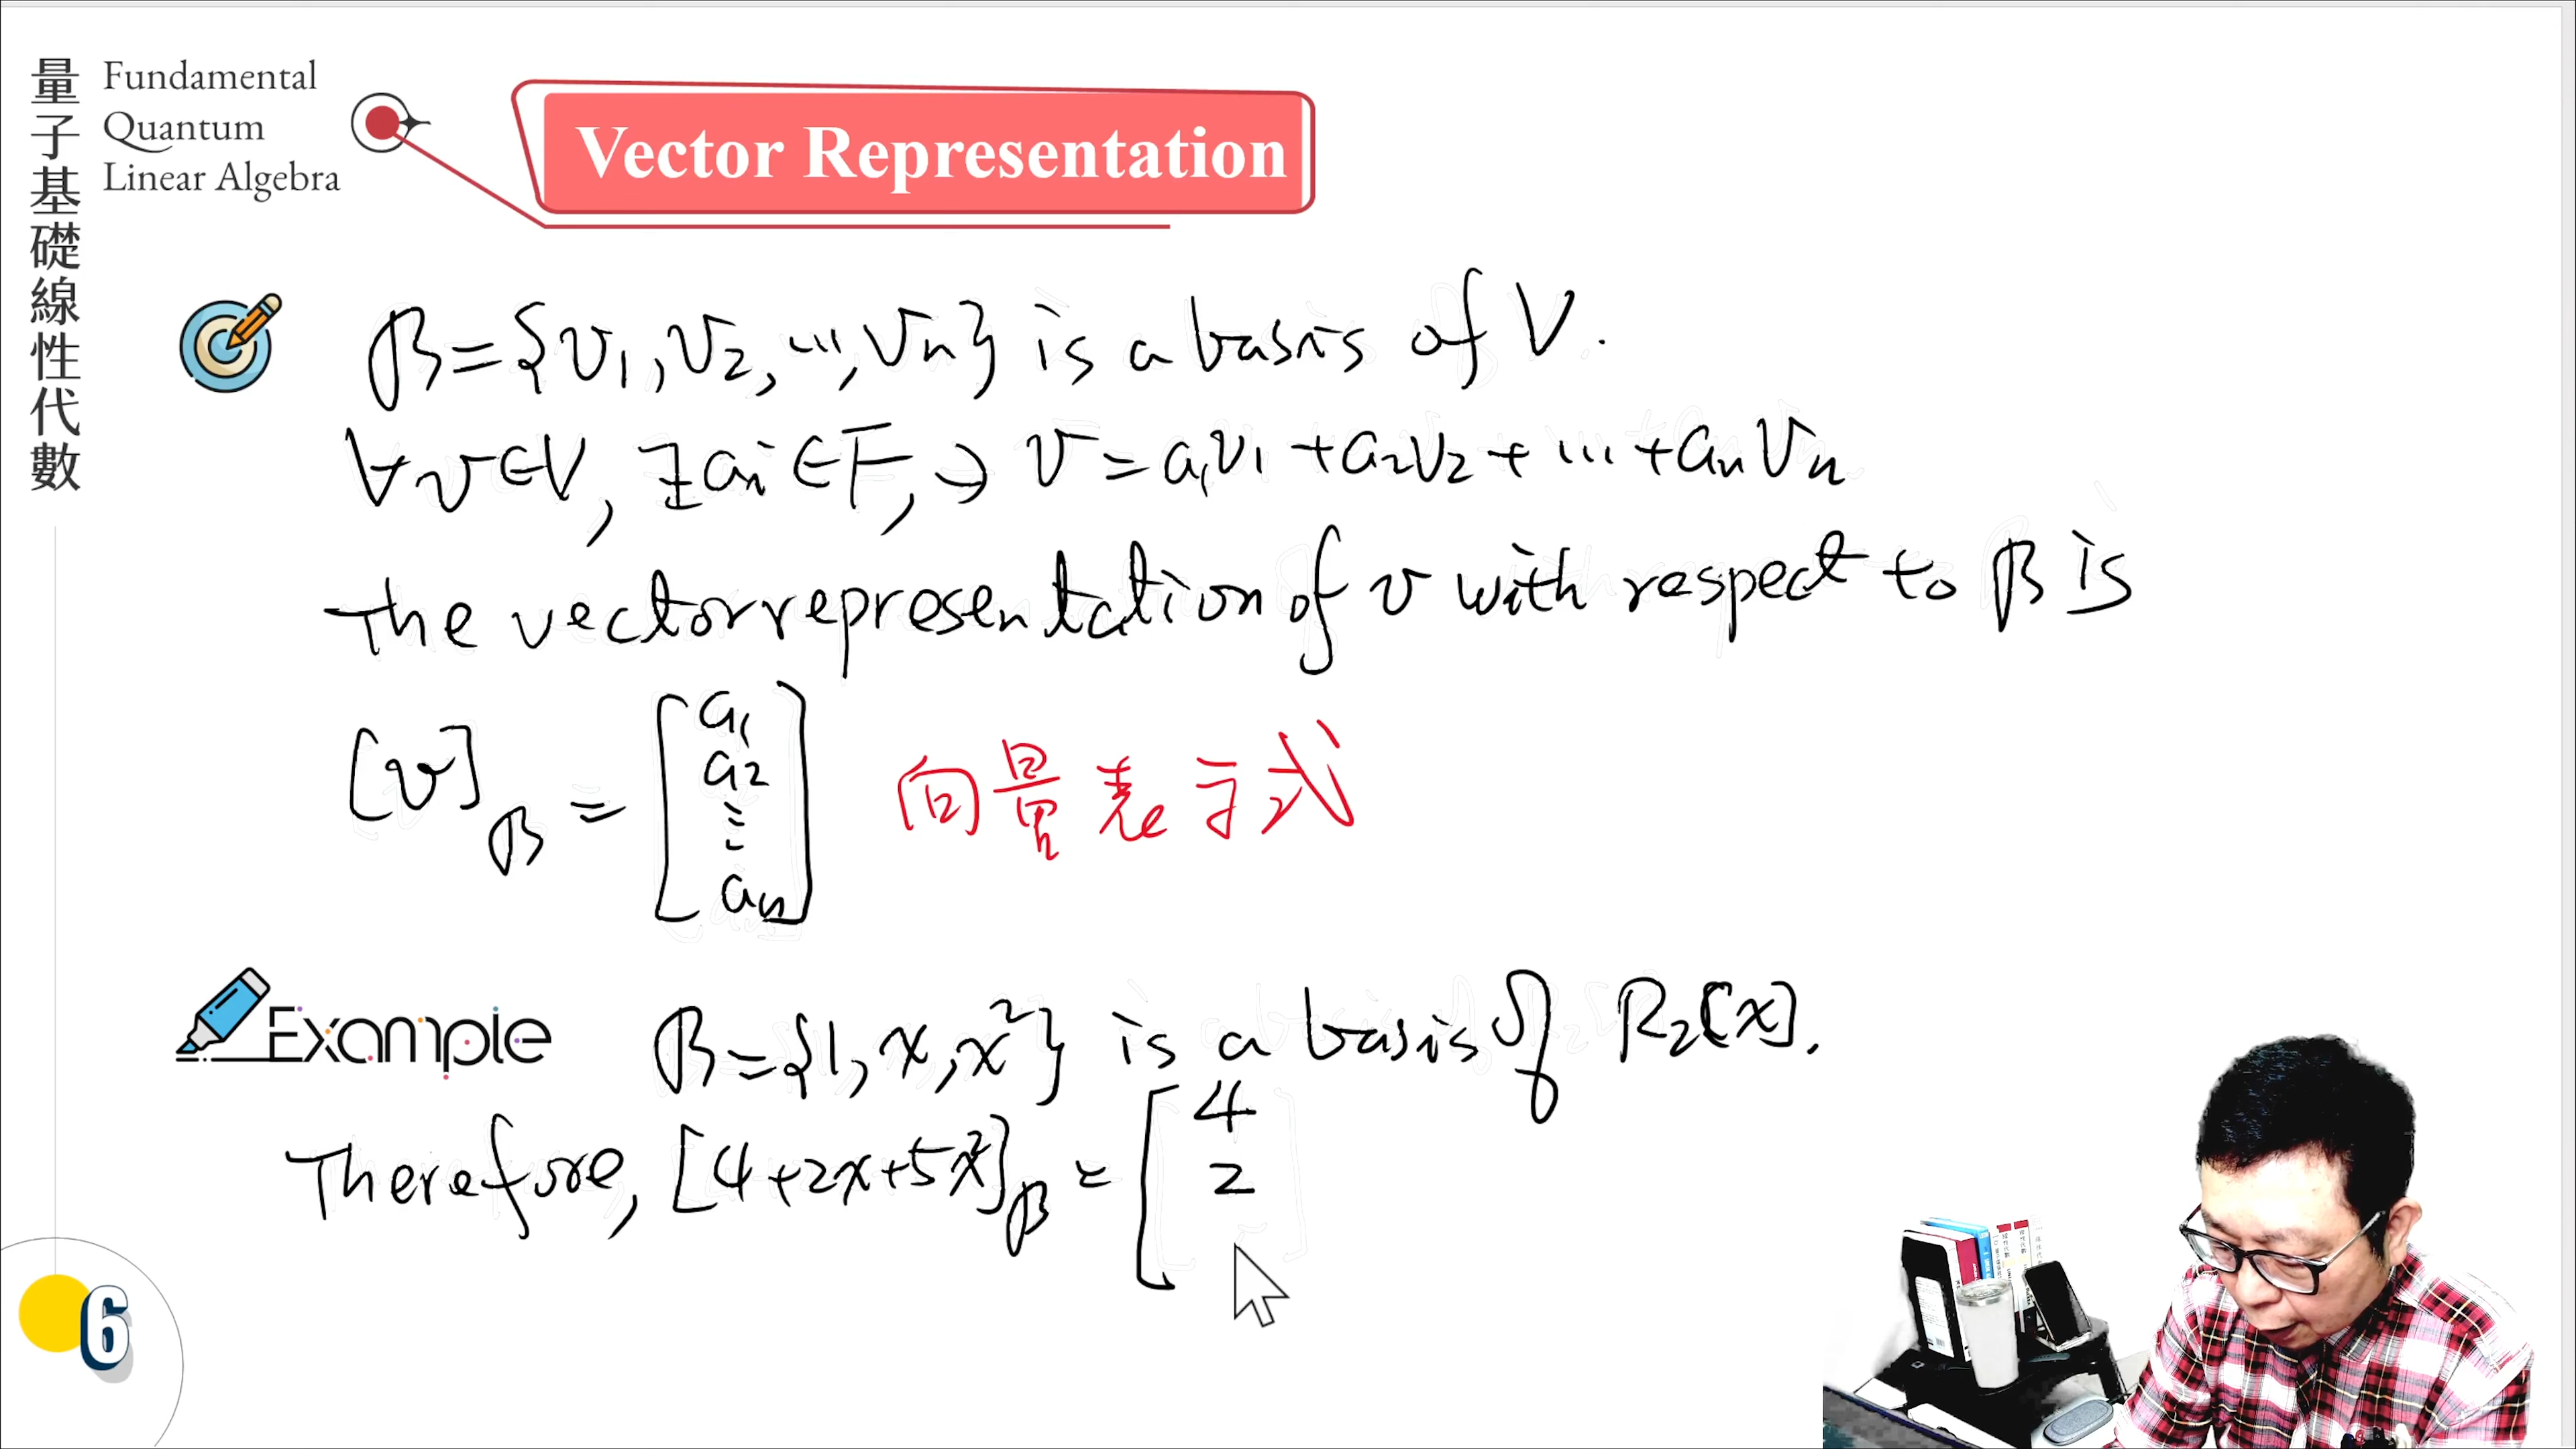 量子基礎線性代數
Fundamental
Quantum
Linear Algebra
Vector Representation
β={v1,v2,…,vn} is a basis of V.
∀v∈V, ∃ai∈F, ∋ v=a1v1+a2v2+…+anvn
The vector representation of v with respect to β is
[v]β = [a1 a2 ⋮ an] 向量表示式
Example
β={1,x,x²} is a basis of R2[x].
Therefore, [4+2x+5x²]β = [4
2
6